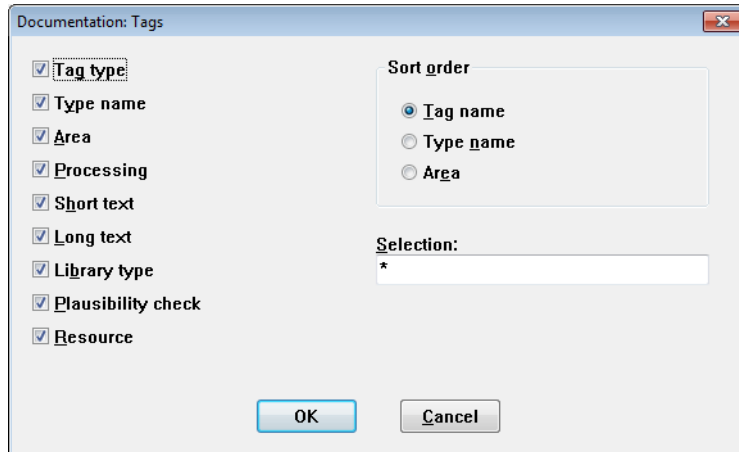 Documentation: Tags
Tag type
Type name
Area
Processing
Short text
Long text
Library type
Plausibility check
Resource
Sort order
Tag name
Type name
Area
Selection:
*
OK
Cancel